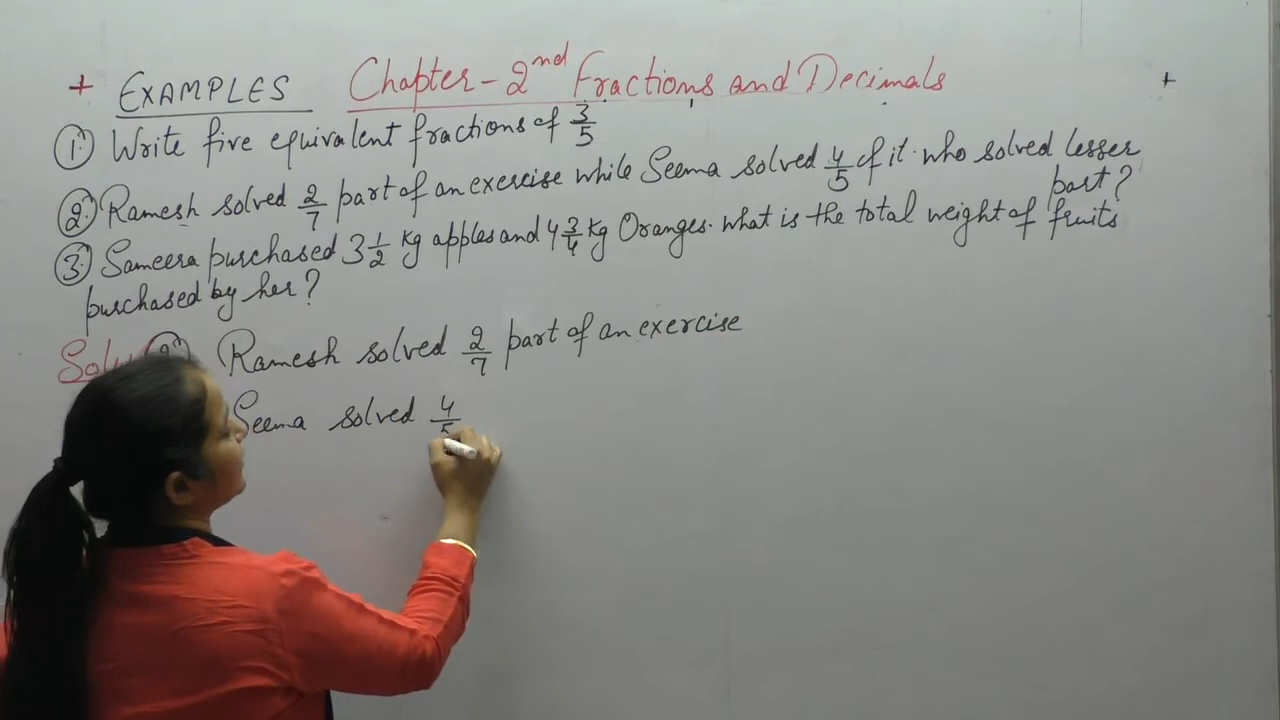 EXAMPLES Chapter-2nd Fractions and Decimals
① Write five equivalent fractions of 3/5
② Ramesh solved 2/7 part of an exercise while Seema solved 4/5 of it. who solved lesser
part?
③ Sameera purchased 3 1/2 kg apples and 4 3/4 kg Oranges. what is the total weight of fruits
purchased by her?
Ramesh solved 2/7 part of an exercise
Seema solved 4/5